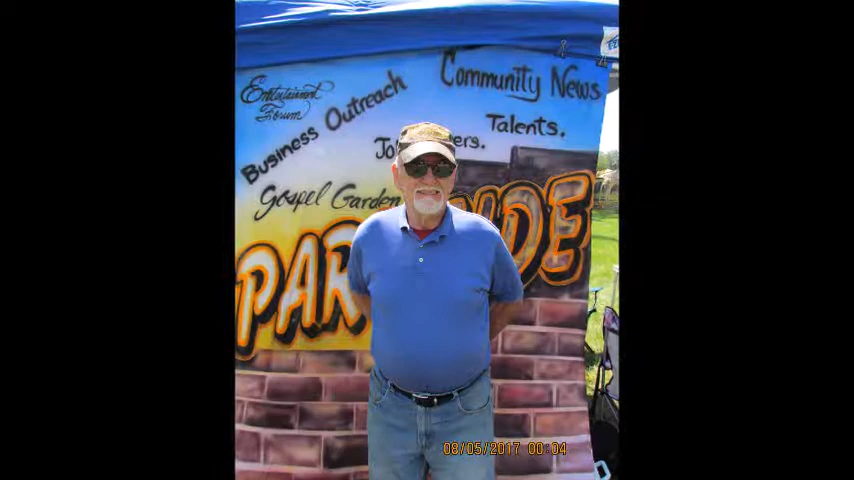 Entertainment
Forum
Business Outreach
Community News
Talents.
Gospel Garden
08/05/2017 00:04